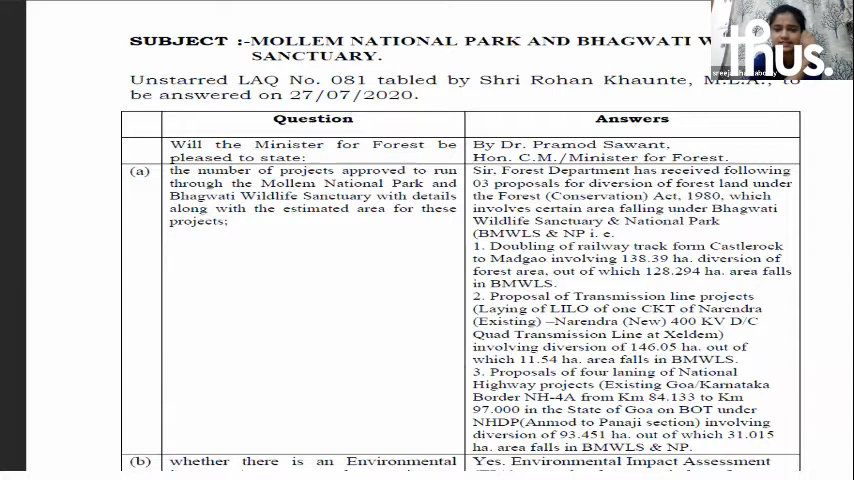 SUBJECT :-MOLLEM NATIONAL PARK AND BHAGWATI
SANCTUARY.
thus.
Unstarred LAQ No. 081 tabled by Shri Rohan Khaunte, M.L.A., to
be answered on 27/07/2020.
Question
Answers
Will the Minister for Forest be
pleased to state:
By Dr. Pramod Sawant,
Hon. C.M./Minister for Forest.
(a)
the number of projects approved to run
through the Mollem National Park and
Bhagwati Wildlife Sanctuary with details
along with the estimated area for these
projects;
Sir, Forest Department has received following
03 proposals for diversion of forest land under
the Forest (Conservation) Act, 1980, which
involves certain area falling under Bhagwati
Wildlife Sanctuary & National Park
(BMWLS & NP i. e.
1. Doubling of railway track form Castlerock
to Madgao involving 138.39 ha. diversion of
forest area, out of which 128.294 ha. area falls
in BMWLS.
2. Proposal of Transmission line projects
(Laying of LILO of one CKT of Narendra
(Existing) –Narendra (New) 400 KV D/C
Quad Transmission Line at Xeldem)
involving diversion of 146.05 ha. out of
which 11.54 ha. area falls in BMWLS.
3. Proposals of four laning of National
Highway projects (Existing Goa/Karnataka
Border NH-4A from Km 84.133 to Km
97.000 in the State of Goa on BOT under
NHDP(Anmod to Panaji section) involving
diversion of 93.451 ha. out of which 31.015
ha. area falls in BMWLS & NP.
(b)
whether there is an Environmental
Yes. Environmental Impact Assessment